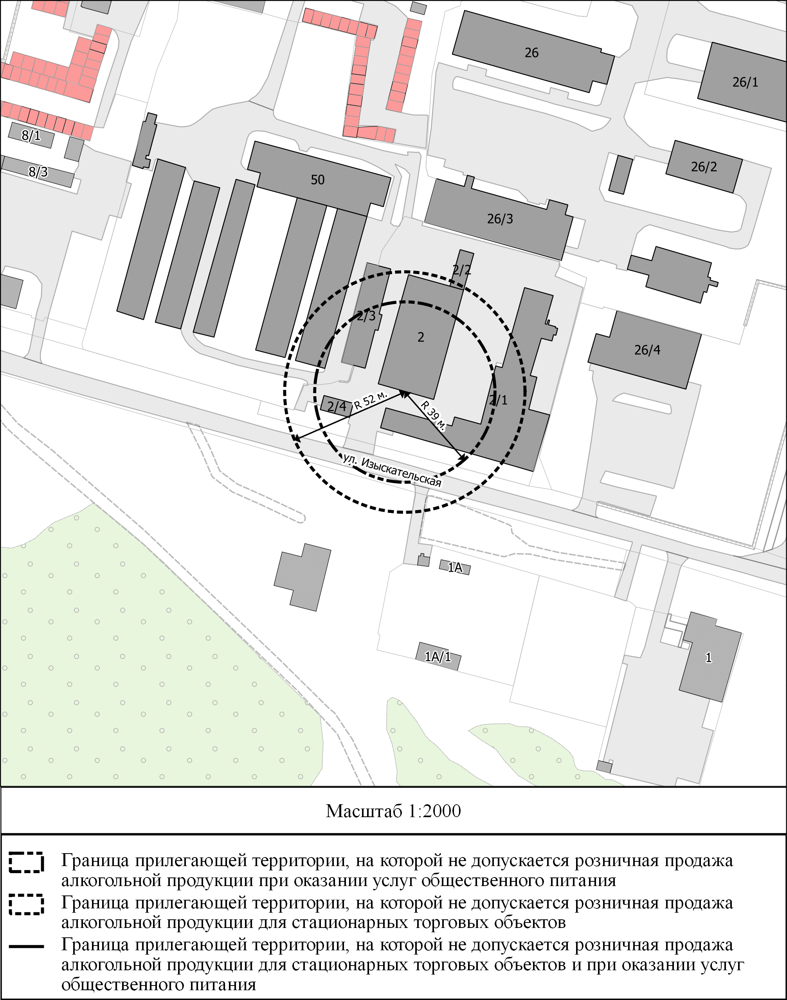 26
26/1
8/1
8/3
50
26/2
26/3
2/2
2/3
2
26/4
2/4
R 52 м.
R 39 м.
2/1
ул. Изыскательская
1А
1А/1
1
Масштаб 1:2000
Граница прилегающей территории, на которой не допускается розничная продажа
алкогольной продукции при оказании услуг общественного питания
Граница прилегающей территории, на которой не допускается розничная продажа
алкогольной продукции для стационарных торговых объектов
Граница прилегающей территории, на которой не допускается розничная продажа
алкогольной продукции для стационарных торговых объектов и при оказании услуг
общественного питания